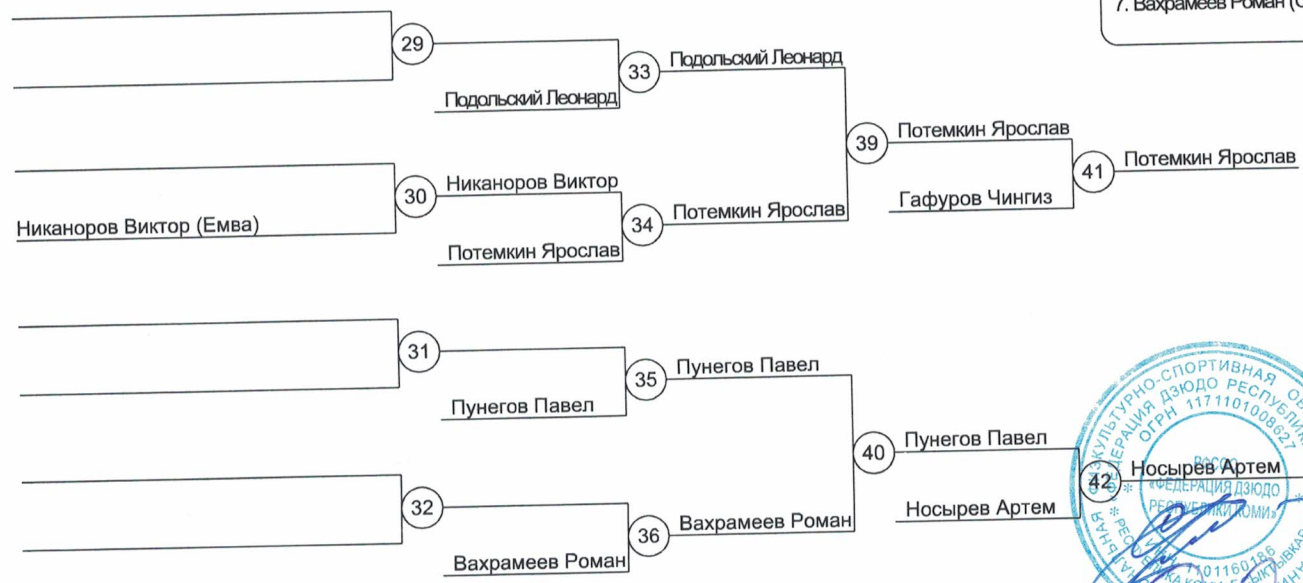 7. Вахрамеев Роман (С
29
33
Подольский Леонард
Подольский Леонард
39
Потемкин Ярослав
41
Потемкин Ярослав
Гафуров Чингиз
30
Никаноров Виктор
Никаноров Виктор (Емва)
34
Потемкин Ярослав
Потемкин Ярослав
31
35
Пунегов Павел
Пунегов Павел
40
Пунегов Павел
42
Носырев Артем
Носырев Артем
32
36
Вахрамеев Роман
Вахрамеев Роман
ФИЗКУЛЬТУРНО-СПОРТИВНАЯ
ФЕДЕРАЦИЯ ДЗЮДО РЕСПУБЛИКИ
ОГРН 1171101008627
«ФЕДЕРАЦИЯ ДЗЮДО
РЕСПУБЛИКИ КОМИ»
ИНН 1101160186